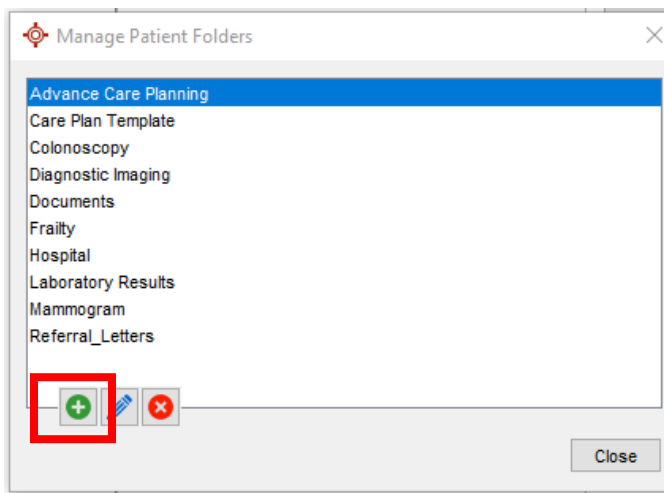 Manage Patient Folders
Advance Care Planning
Care Plan Template
Colonoscopy
Diagnostic Imaging
Documents
Frailty
Hospital
Laboratory Results
Mammogram
Referral_Letters
Close